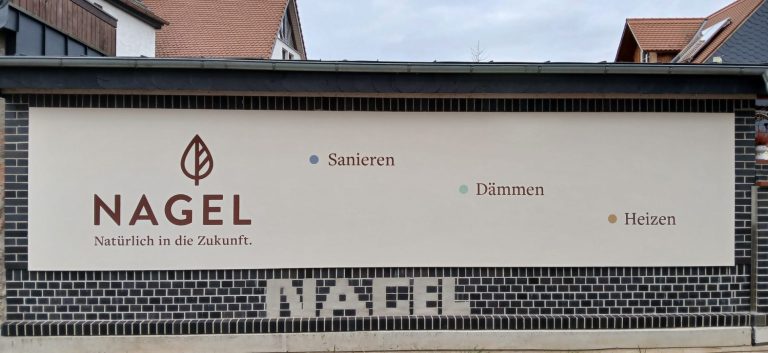 NAGEL
Natürlich in die Zukunft.
Sanieren
Dämmen
Heizen
NAGEL